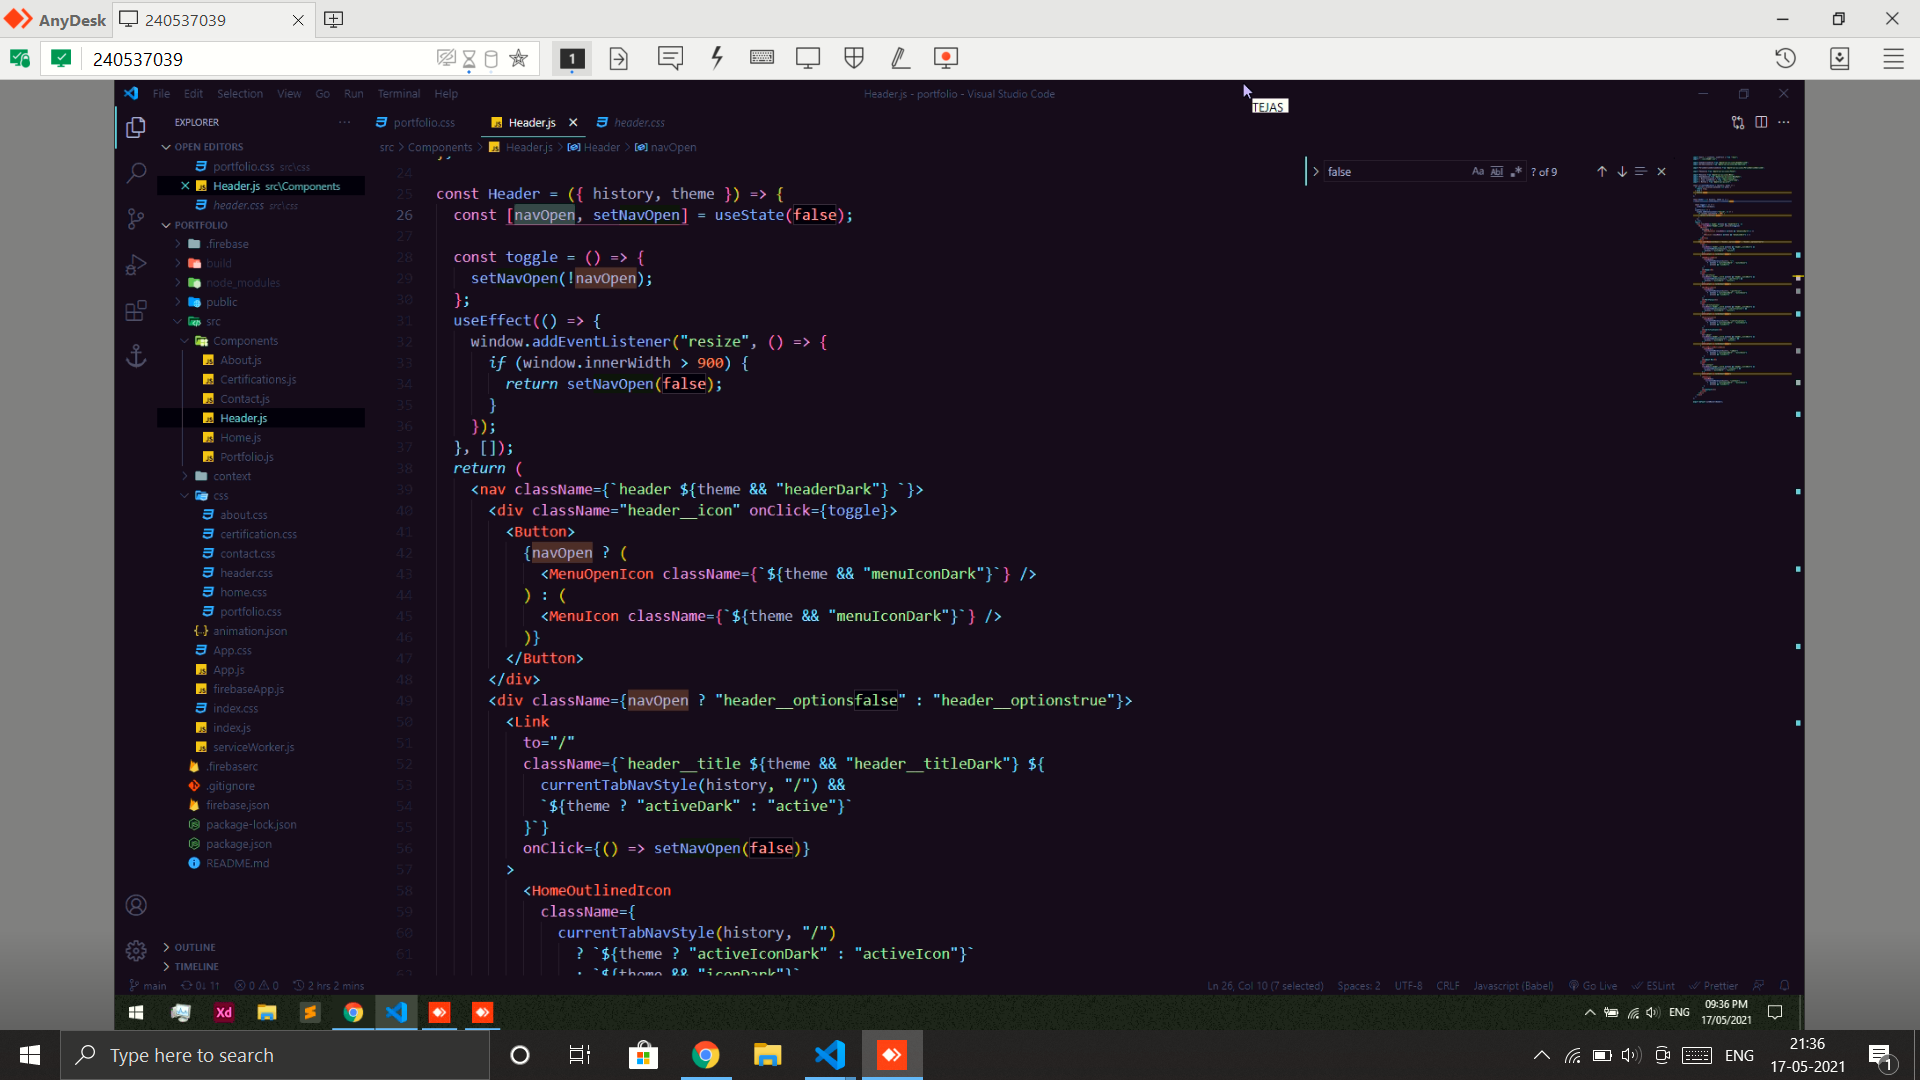 AnyDesk
240537039
240537039
1
TEJAS
File Edit Selection View Go Run Terminal Help
Header.js - portfolio - Visual Studio Code
EXPLORER
OPEN EDITORS
portfolio.css src\css
Header.js src\Components
header.css src\css
PORTFOLIO
.firebase
build
node_modules
public
src
Components
About.js
Certifications.js
Contact.js
Header.js
Home.js
Portfolio.js
context
css
about.css
certification.css
contact.css
header.css
home.css
portfolio.css
animation.json
App.css
App.js
firebaseApp.js
index.css
index.js
serviceWorker.js
.firebaserc
.gitignore
firebase.json
package-lock.json
package.json
README.md
OUTLINE
TIMELINE
portfolio.css Header.js header.css
src > Components > Header.js > Header > navOpen
false Aa Abl .* ? of 9
24
25 const Header = ({ history, theme }) => {
26 const [navOpen, setNavOpen] = useState(false);
27
28 const toggle = () => {
29 setNavOpen(!navOpen);
30 };
31 useEffect(() => {
32 window.addEventListener("resize", () => {
33 if (window.innerWidth > 900) {
34 return setNavOpen(false);
35 }
36 });
37 }, []);
38 return (
39 <nav className={`header ${theme && "headerDark"} `}>
40 <div className="header__icon" onClick={toggle}>
41 <Button>
42 {navOpen ? (
43 <MenuOpenIcon className={`${theme && "menuIconDark"}`} />
44 ) : (
45 <MenuIcon className={`${theme && "menuIconDark"}`} />
46 )}
47 </Button>
48 </div>
49 <div className={navOpen ? "header__optionsfalse" : "header__optionstrue"}>
50 <Link
51 to="/"
52 className={`header__title ${theme && "header__titleDark"} ${
53 currentTabNavStyle(history, "/") &&
54 `${theme ? "activeDark" : "active"}`
55 }`}
56 onClick={() => setNavOpen(false)}
57 >
58 <HomeOutlinedIcon
59 className={
60 currentTabNavStyle(history, "/")
61 ? `${theme ? "activeIconDark" : "activeIcon"}`
62 : `${theme && "iconDark"}`
main 0↓ 1↑ 0 0 2 hrs 2 mins
Ln 26, Col 10 (7 selected) Spaces: 2 UTF-8 CRLF Javascript (Babel) Go Live ESLint Prettier
Xd
ENG 09:36 PM
17/05/2021
Type here to search
ENG 21:36
17-05-2021
1